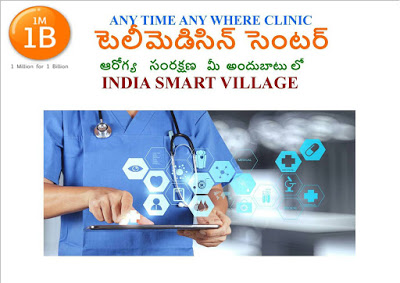 1M
1B
1 Million for 1 Billion
ANY TIME ANY WHERE CLINIC
టెలీమెడిసిన్ సెంటర్
ఆరోగ్య సంరక్షణ మీ అందుబాటు లో
INDIA SMART VILLAGE